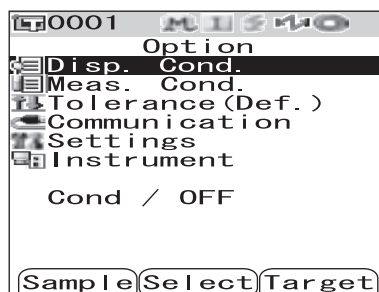 0001
Option
Disp. Cond.
Meas. Cond.
Tolerance(Def.)
Communication
Settings
Instrument
Cond / OFF
Sample Select Target